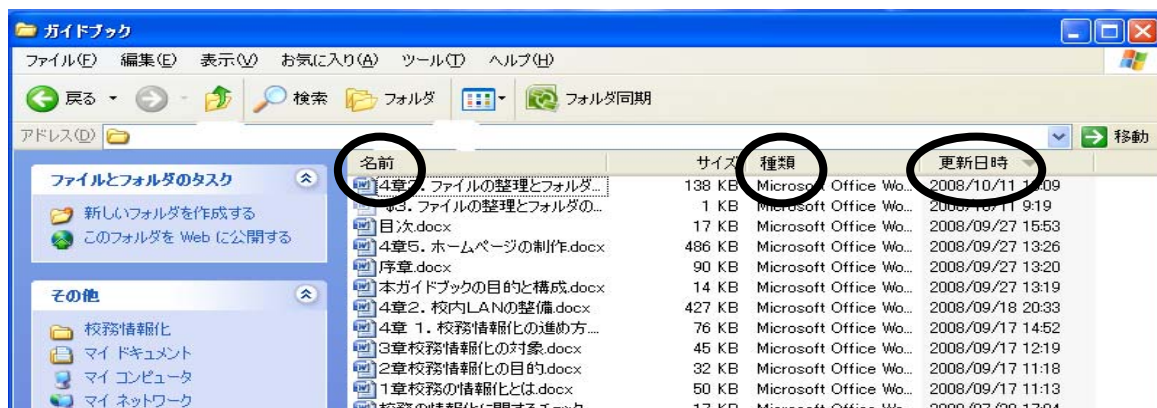 ガイドブック
ファイル(F) 編集(E) 表示(V) お気に入り(A) ツール(T) ヘルプ(H)
戻る 検索 フォルダ フォルダ同期
アドレス(D) 移動
名前 サイズ 種類 更新日時
ファイルとフォルダのタスク
新しいフォルダを作成する
このフォルダを Web に公開する
その他
校務情報化
マイ ドキュメント
マイ コンピュータ
マイ ネットワーク
4章3. ファイルの整理とフォルダ... 138 KB Microsoft Office Wo... 2008/10/11
3. ファイルの整理とフォルダの... 1 KB Microsoft Office Wo... 2008/10/11 9:19
目次.docx 17 KB Microsoft Office Wo... 2008/09/27 15:53
4章5. ホームページの制作.docx 486 KB Microsoft Office Wo... 2008/09/27 13:26
序章.docx 90 KB Microsoft Office Wo... 2008/09/27 13:20
本ガイドブックの目的と構成.docx 14 KB Microsoft Office Wo... 2008/09/27 13:19
4章2. 校内LANの整備.docx 427 KB Microsoft Office Wo... 2008/09/18 20:33
4章 1. 校務情報化の進め方.... 76 KB Microsoft Office Wo... 2008/09/17 14:52
3章校務情報化の対象.docx 45 KB Microsoft Office Wo... 2008/09/17 12:19
2章校務情報化の目的.docx 32 KB Microsoft Office Wo... 2008/09/17 11:18
1章校務の情報化とは.docx 50 KB Microsoft Office Wo... 2008/09/17 11:13